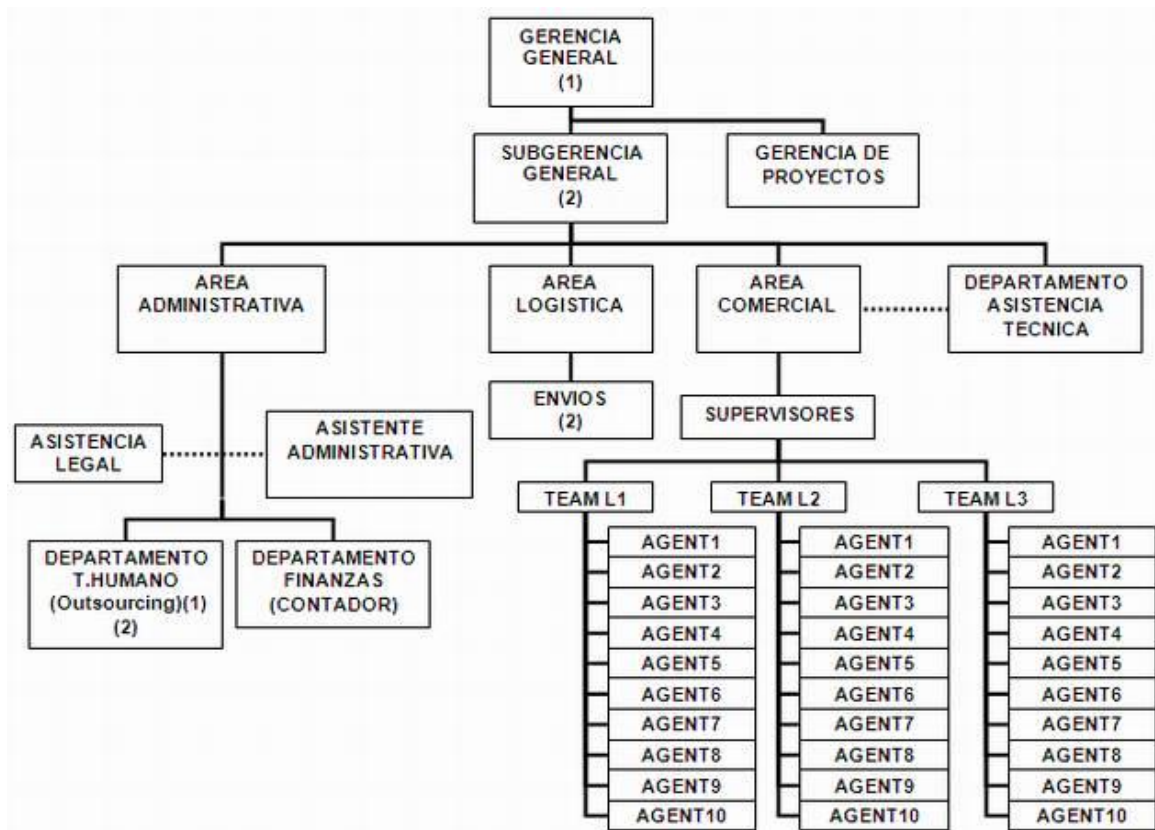 GERENCIA
GENERAL
(1)
SUBGERENCIA
GENERAL
(2)
GERENCIA DE
PROYECTOS
AREA
ADMINISTRATIVA
AREA
LOGISTICA
AREA
COMERCIAL
DEPARTAMENTO
ASISTENCIA
TECNICA
ENVIOS
(2)
SUPERVISORES
ASISTENCIA
LEGAL
ASISTENTE
ADMINISTRATIVA
DEPARTAMENTO
T.HUMANO
(Outsourcing)(1)
(2)
DEPARTAMENTO
FINANZAS
(CONTADOR)
TEAM L1
AGENT1
AGENT2
AGENT3
AGENT4
AGENT5
AGENT6
AGENT7
AGENT8
AGENT9
AGENT10
TEAM L2
AGENT1
AGENT2
AGENT3
AGENT4
AGENT5
AGENT6
AGENT7
AGENT8
AGENT9
AGENT10
TEAM L3
AGENT1
AGENT2
AGENT3
AGENT4
AGENT5
AGENT6
AGENT7
AGENT8
AGENT9
AGENT10